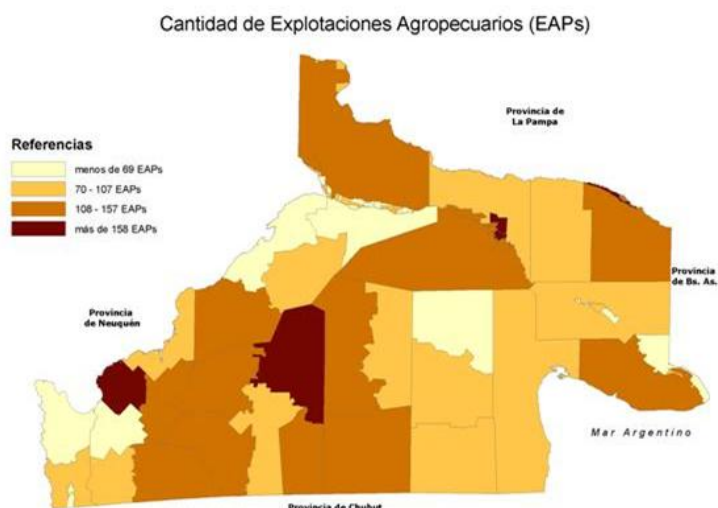 Cantidad de Explotaciones Agropecuarios (EAPs)
Provincia de
La Pampa
Referencias
menos de 69 EAPs
70 - 107 EAPs
108 - 157 EAPs
más de 158 EAPs
Provincia
de Bs. As.
Provincia
de Neuquén
Mar Argentino
Provincia de Chubut